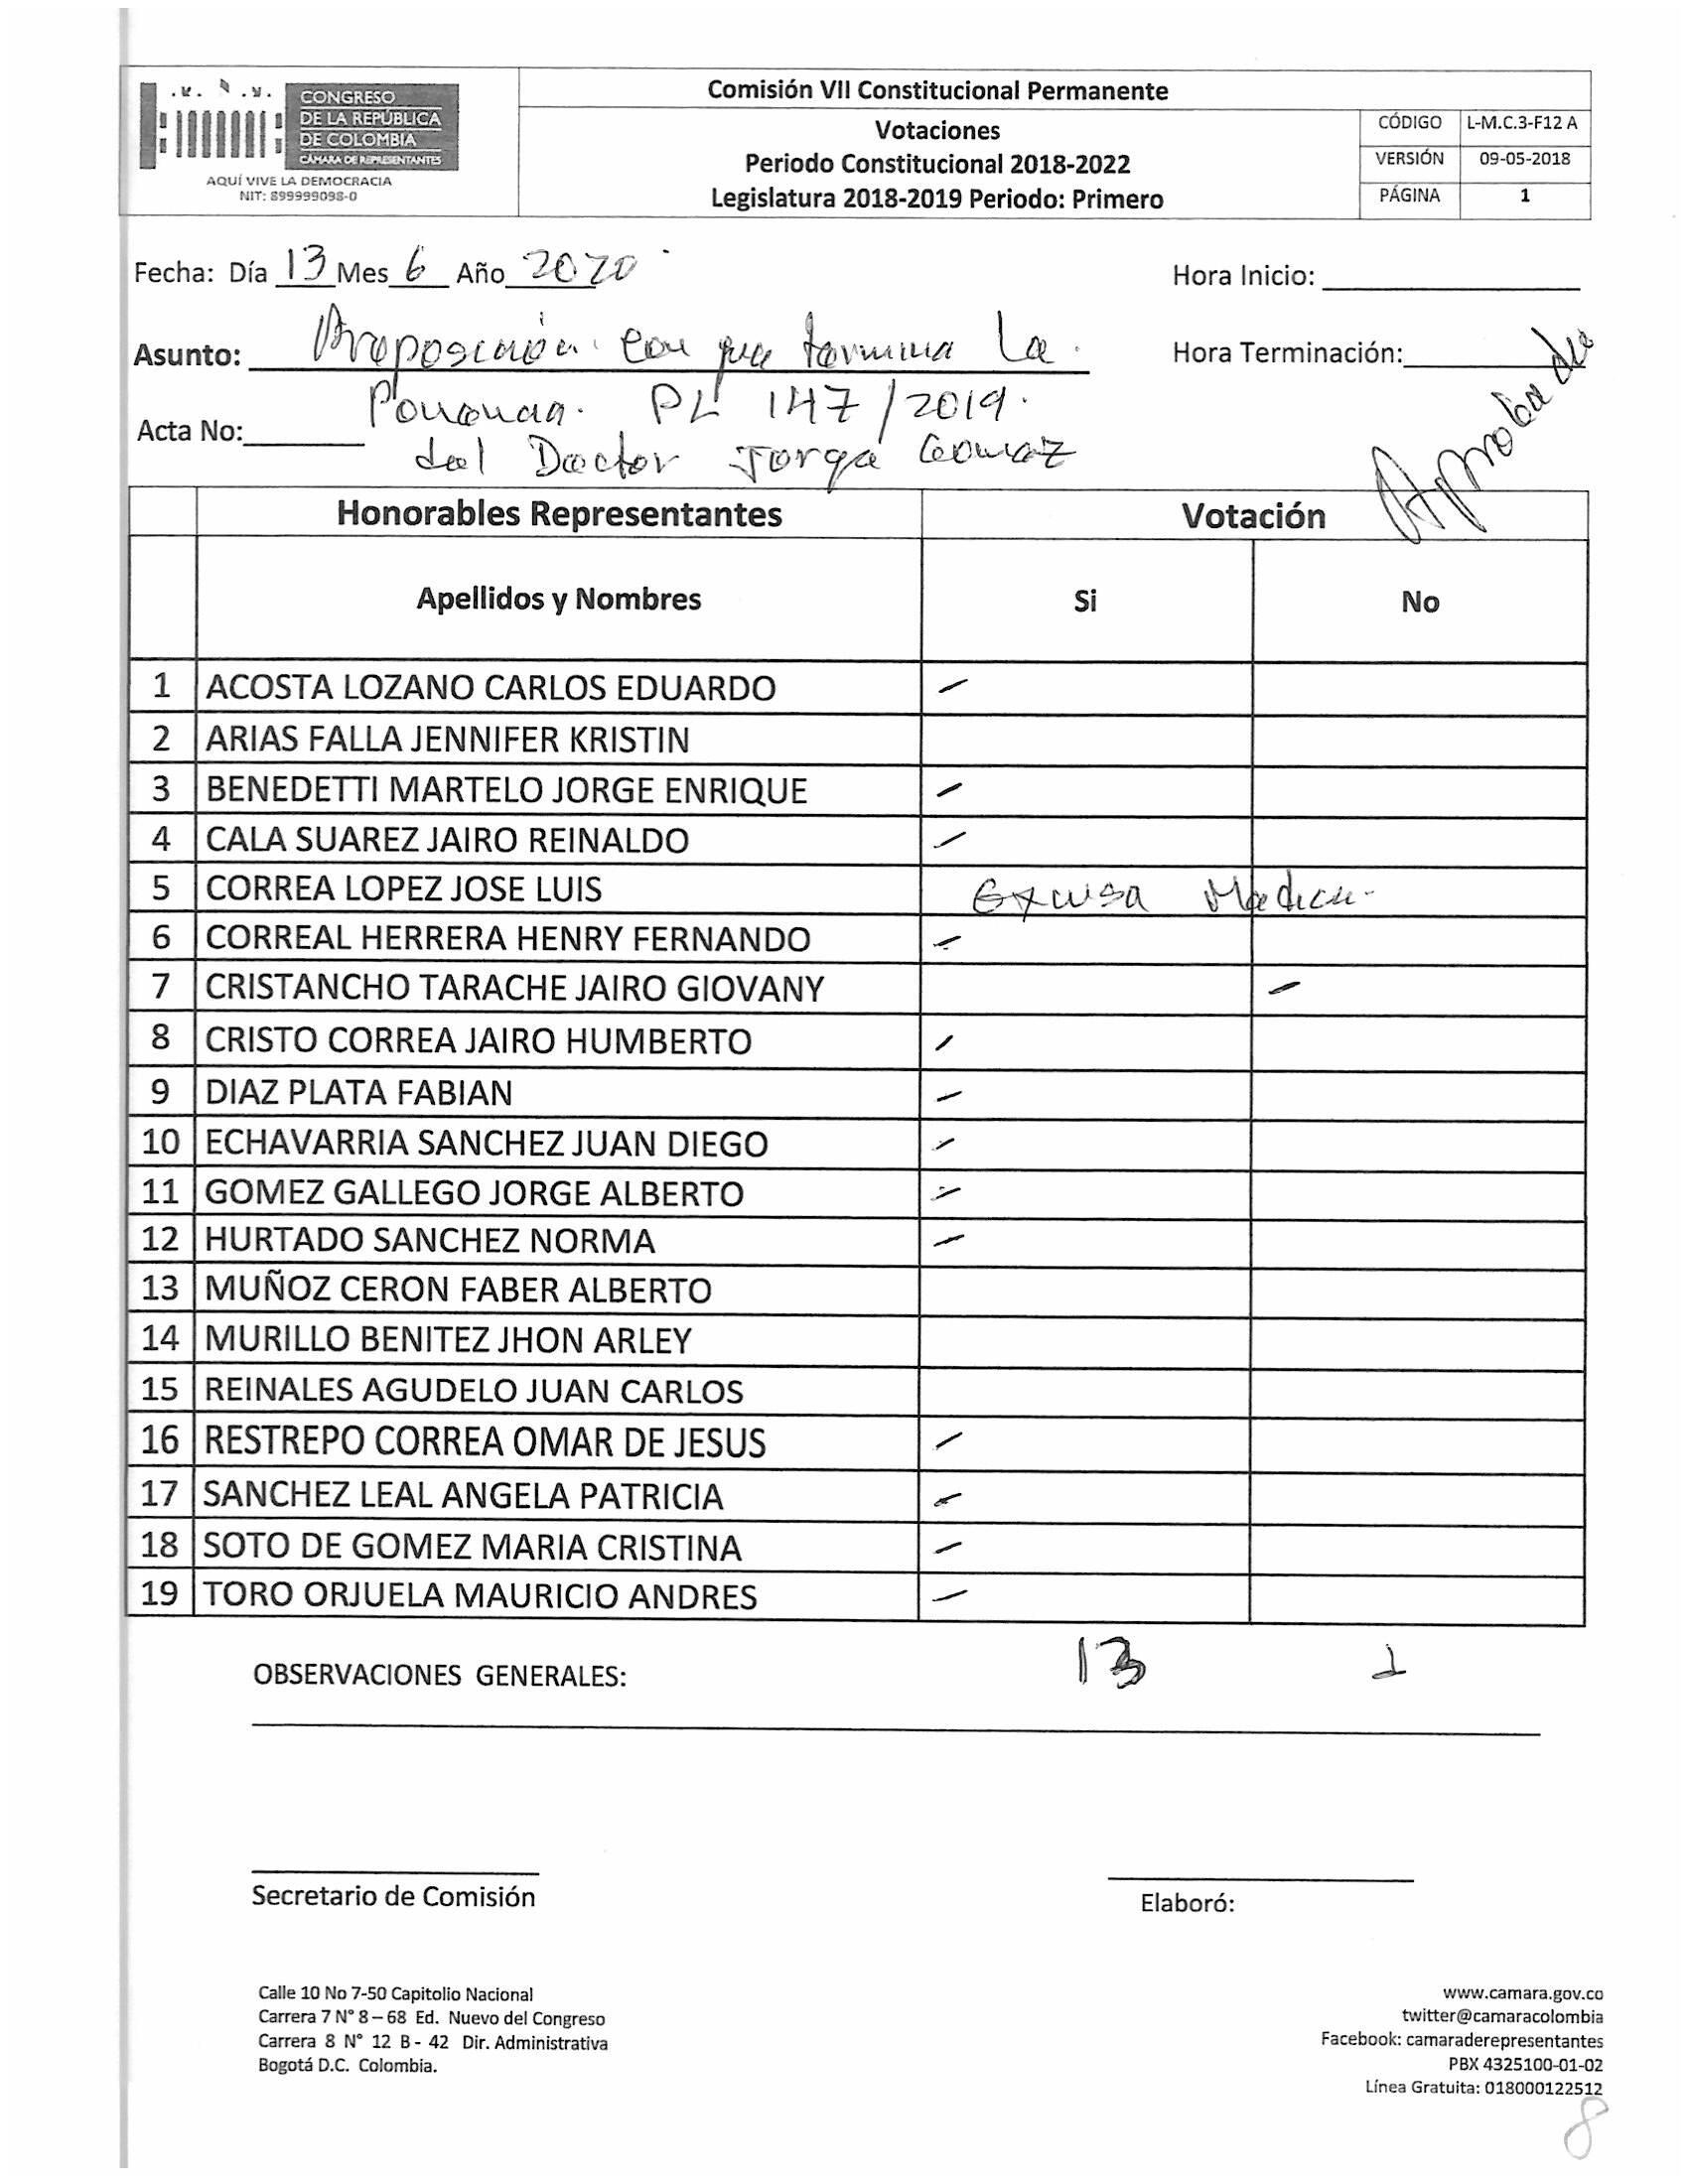 CONGRESO
DE LA REPÚBLICA
DE COLOMBIA
CÁMARA DE REPRESENTANTES
AQUÍ VIVE LA DEMOCRACIA
NIT: 899999098-0
Comisión VII Constitucional Permanente
Votaciones
Periodo Constitucional 2018-2022
Legislatura 2018-2019 Periodo: Primero
CÓDIGO L-M.C.3-F12 A
VERSIÓN 09-05-2018
PÁGINA 1
Fecha: Día 13 Mes 6 Año 2020
Hora Inicio:
Asunto: Proposición con que termina la
Hora Terminación:
Ponencia. PL 147/2019.
Acta No:
del Doctor Jorge Gomez
Aprobado
Honorables Representantes Votación
Apellidos y Nombres Si No
1 ACOSTA LOZANO CARLOS EDUARDO –
2 ARIAS FALLA JENNIFER KRISTIN
3 BENEDETTI MARTELO JORGE ENRIQUE –
4 CALA SUAREZ JAIRO REINALDO –
5 CORREA LOPEZ JOSE LUIS Excusa Medica
6 CORREAL HERRERA HENRY FERNANDO –
7 CRISTANCHO TARACHE JAIRO GIOVANY –
8 CRISTO CORREA JAIRO HUMBERTO –
9 DIAZ PLATA FABIAN –
10 ECHAVARRIA SANCHEZ JUAN DIEGO –
11 GOMEZ GALLEGO JORGE ALBERTO –
12 HURTADO SANCHEZ NORMA –
13 MUÑOZ CERON FABER ALBERTO
14 MURILLO BENITEZ JHON ARLEY
15 REINALES AGUDELO JUAN CARLOS
16 RESTREPO CORREA OMAR DE JESUS –
17 SANCHEZ LEAL ANGELA PATRICIA –
18 SOTO DE GOMEZ MARIA CRISTINA –
19 TORO ORJUELA MAURICIO ANDRES –
OBSERVACIONES GENERALES: 13 1
Secretario de Comisión
Elaboró:
Calle 10 No 7-50 Capitolio Nacional
Carrera 7 N° 8 – 68 Ed. Nuevo del Congreso
Carrera 8 N° 12 B - 42 Dir. Administrativa
Bogotá D.C. Colombia.
www.camara.gov.co
twitter@camaracolombia
Facebook: camaraderepresentantes
PBX 4325100-01-02
Línea Gratuita: 018000122512
8